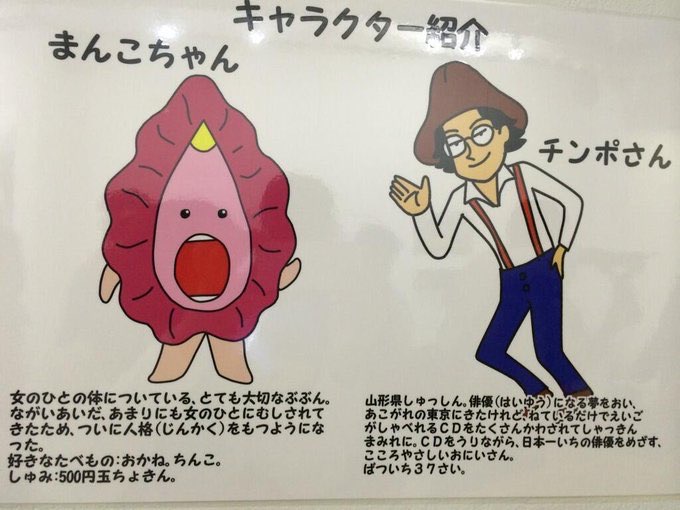 キャラクター紹介
まんこちゃん
チンポさん
女のひとの体についている、とても大切なぶぶん。
ながいあいだ、あまりにも女のひとにむしされて
きたため、ついに人格(じんかく)をもつようにな
った。
好きなたべもの:おかね。ちんこ。
しゅみ:500円玉ちょきん。
山形県しゅっしん。俳優(はいゆう)になる夢をおい、
あこがれの東京にきたけれど、ねているだけでえいご
がしゃべれるCDをたくさんかわされてしゃっきん
まみれに。CDをうりながら、日本一いちの俳優をめざす、
こころやさしいおにいさん。
ばついち37さい。